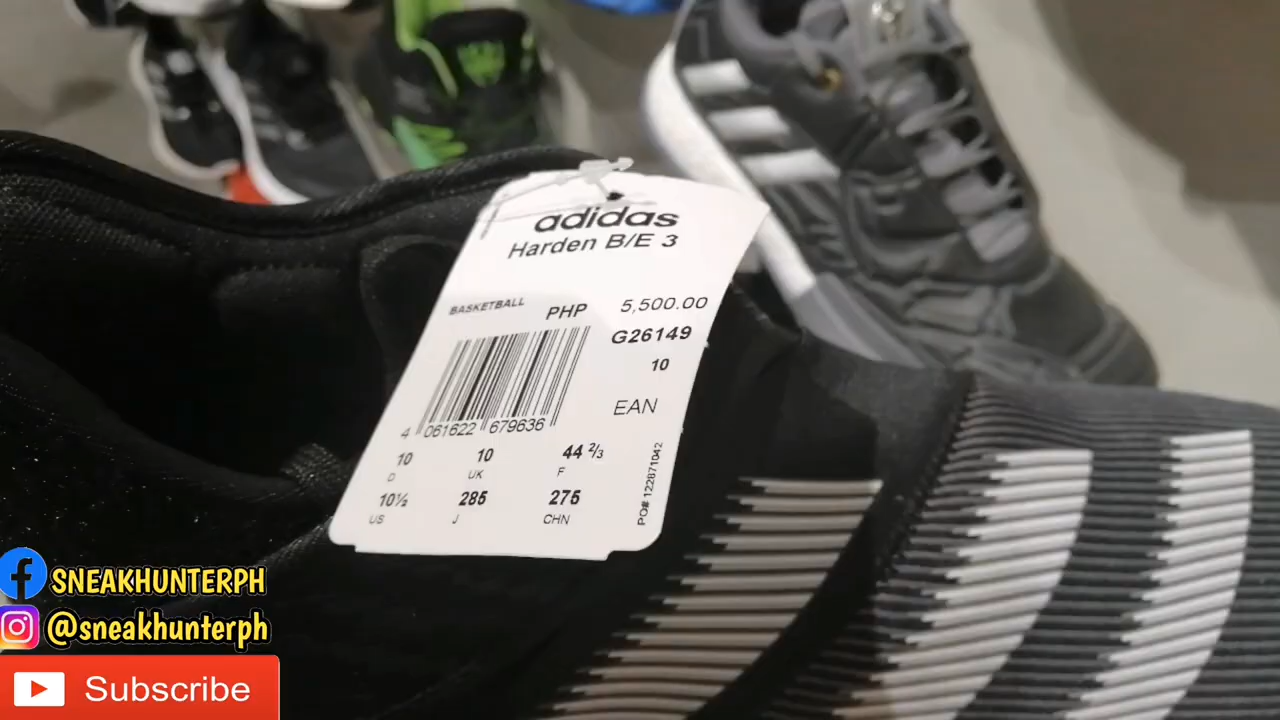 adidas
Harden B/E 3
BASKETBALL
PHP 5,500.00
G26149
10
EAN
4 061622 679636
10 10 44 2/3
D UK F
10½ 285 275
US J CHN
PO# 122871042
SNEAKHUNTERPH
@sneakhunterph
Subscribe